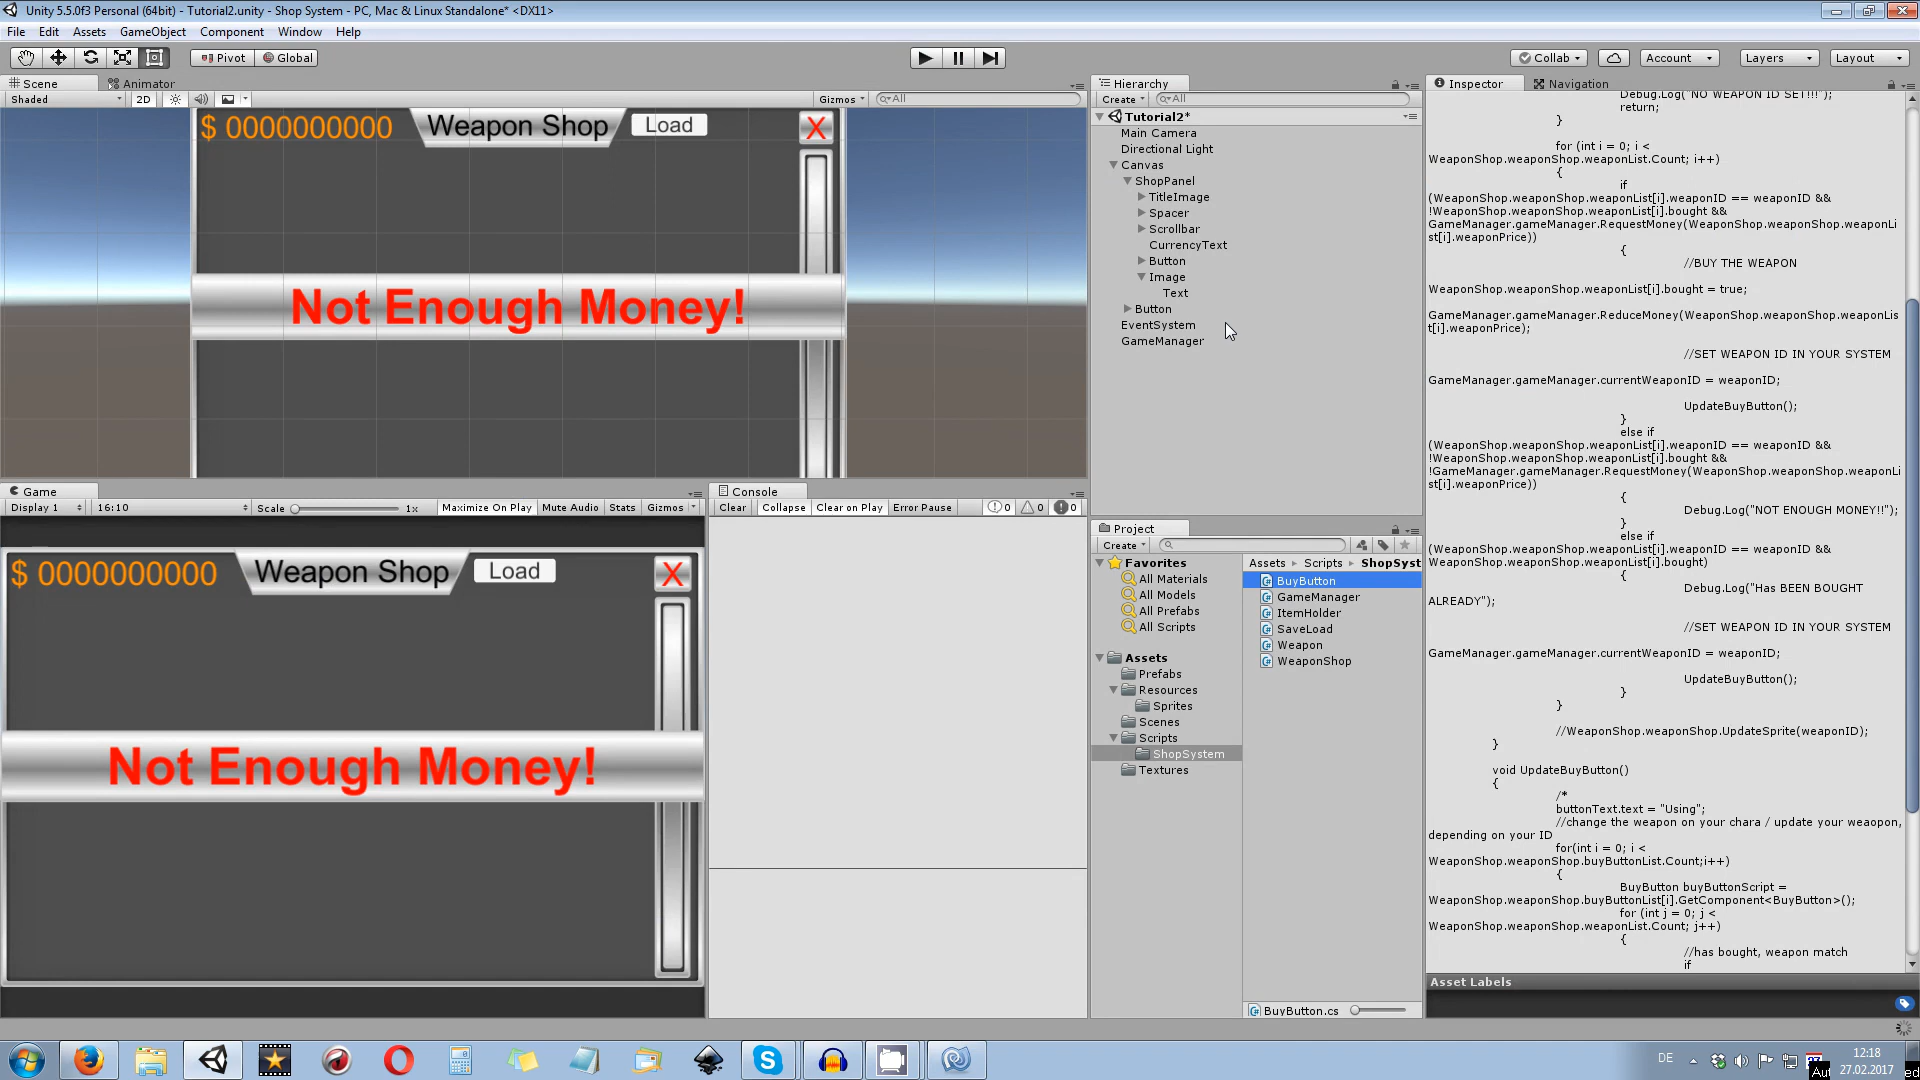 Unity 5.5.0f3 Personal (64bit) - Tutorial2.unity - Shop System - PC, Mac & Linux Standalone* <DX11>
File Edit Assets GameObject Component Window Help
Pivot Global
Collab Account Layers Layout
Scene Animator
Shaded 2D Gizmos All
$ 0000000000 Weapon Shop Load X
Not Enough Money!
Game
Display 1 16:10 Scale 1x Maximize On Play Mute Audio Stats Gizmos
$ 0000000000 Weapon Shop Load X
Not Enough Money!
Console
Clear Collapse Clear on Play Error Pause 0 0 0
Hierarchy
Create All
Tutorial2*
Main Camera
Directional Light
Canvas
ShopPanel
TitleImage
Spacer
Scrollbar
CurrencyText
Button
Image
Text
Button
EventSystem
GameManager
Project
Create
Favorites
All Materials
All Models
All Prefabs
All Scripts
Assets
Prefabs
Resources
Sprites
Scenes
Scripts
ShopSystem
Textures
Assets Scripts ShopSyst
BuyButton
GameManager
ItemHolder
SaveLoad
Weapon
WeaponShop
BuyButton.cs
Inspector Navigation
Debug.Log("NO WEAPON ID SET!!!");
return;
}
for (int i = 0; i <
WeaponShop.weaponShop.weaponList.Count; i++)
{
if
(WeaponShop.weaponShop.weaponList[i].weaponID == weaponID &&
!WeaponShop.weaponShop.weaponList[i].bought &&
GameManager.gameManager.RequestMoney(WeaponShop.weaponShop.weaponLi
st[i].weaponPrice))
{
//BUY THE WEAPON
WeaponShop.weaponShop.weaponList[i].bought = true;
GameManager.gameManager.ReduceMoney(WeaponShop.weaponShop.weaponLis
t[i].weaponPrice);
//SET WEAPON ID IN YOUR SYSTEM
GameManager.gameManager.currentWeaponID = weaponID;
UpdateBuyButton();
}
else if
(WeaponShop.weaponShop.weaponList[i].weaponID == weaponID &&
!WeaponShop.weaponShop.weaponList[i].bought &&
!GameManager.gameManager.RequestMoney(WeaponShop.weaponShop.weaponLi
st[i].weaponPrice))
{
Debug.Log("NOT ENOUGH MONEY!!");
}
else if
(WeaponShop.weaponShop.weaponList[i].weaponID == weaponID &&
WeaponShop.weaponShop.weaponList[i].bought)
{
Debug.Log("Has BEEN BOUGHT
ALREADY");
//SET WEAPON ID IN YOUR SYSTEM
GameManager.gameManager.currentWeaponID = weaponID;
UpdateBuyButton();
}
}
//WeaponShop.weaponShop.UpdateSprite(weaponID);
}
void UpdateBuyButton()
{
/*
buttonText.text = "Using";
//change the weapon on your chara / update your weaopon,
depending on your ID
for(int i = 0; i <
WeaponShop.weaponShop.buyButtonList.Count;i++)
{
BuyButton buyButtonScript =
WeaponShop.weaponShop.buyButtonList[i].GetComponent<BuyButton>();
for (int j = 0; j <
WeaponShop.weaponShop.weaponList.Count; j++)
{
//has bought, weapon match
if
Asset Labels
DE
12:18
27.02.2017